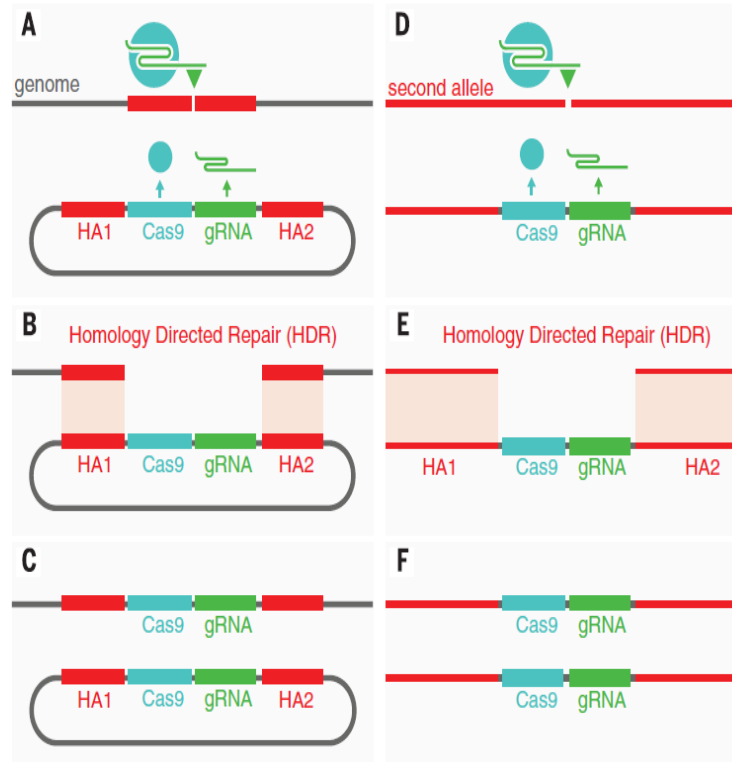 A
genome
HA1 Cas9 gRNA HA2
B
Homology Directed Repair (HDR)
HA1 Cas9 gRNA HA2
C
Cas9 gRNA
HA1 Cas9 gRNA HA2
D
second allele
Cas9 gRNA
E
Homology Directed Repair (HDR)
HA1 Cas9 gRNA HA2
F
Cas9 gRNA
Cas9 gRNA